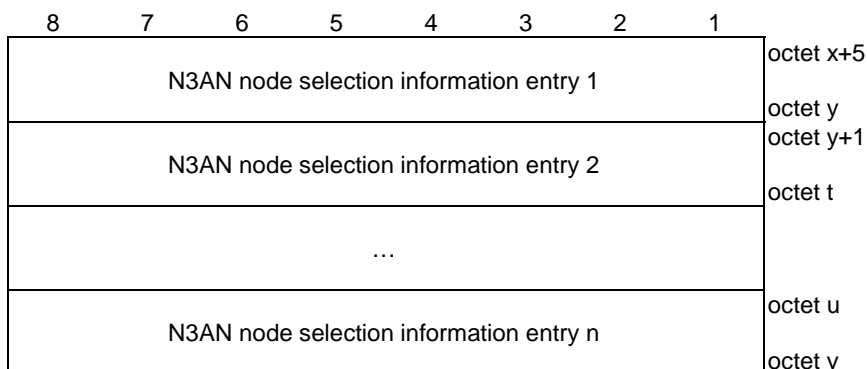 8 7 6 5 4 3 2 1
octet x+5
N3AN node selection information entry 1
octet y
octet y+1
N3AN node selection information entry 2
octet t
…
octet u
N3AN node selection information entry n
octet v